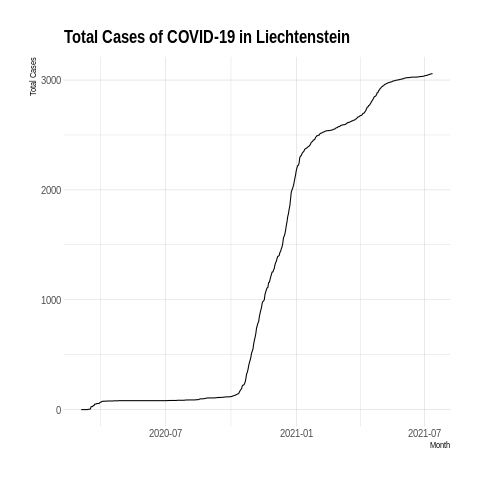 Total Cases of COVID-19 in Liechtenstein
Total Cases
3000
2000
1000
0
2020-07
2021-01
2021-07
Month